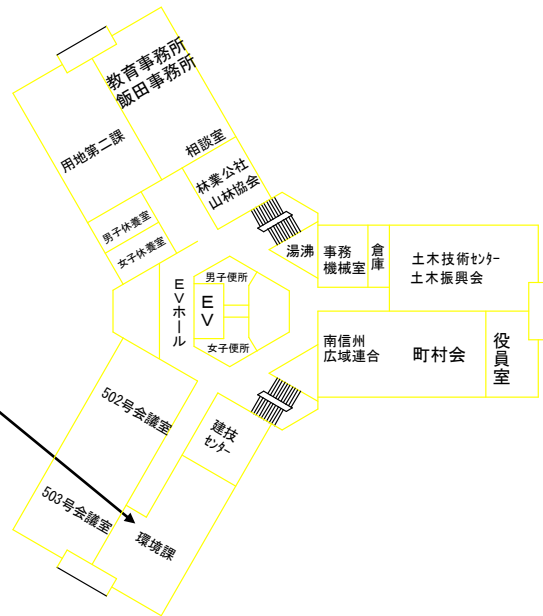 教育事務所
飯田事務所
用地第二課
相談室
林業公社
山林協会
男子休養室
女子休養室
湯沸
事務
機械室
倉庫
土木技術ｾﾝﾀｰ
土木振興会
EVホール
男子便所
EV
女子便所
南信州
広域連合
町村会
役員室
502号会議室
建技
ｾﾝﾀｰ
503号会議室
環境課